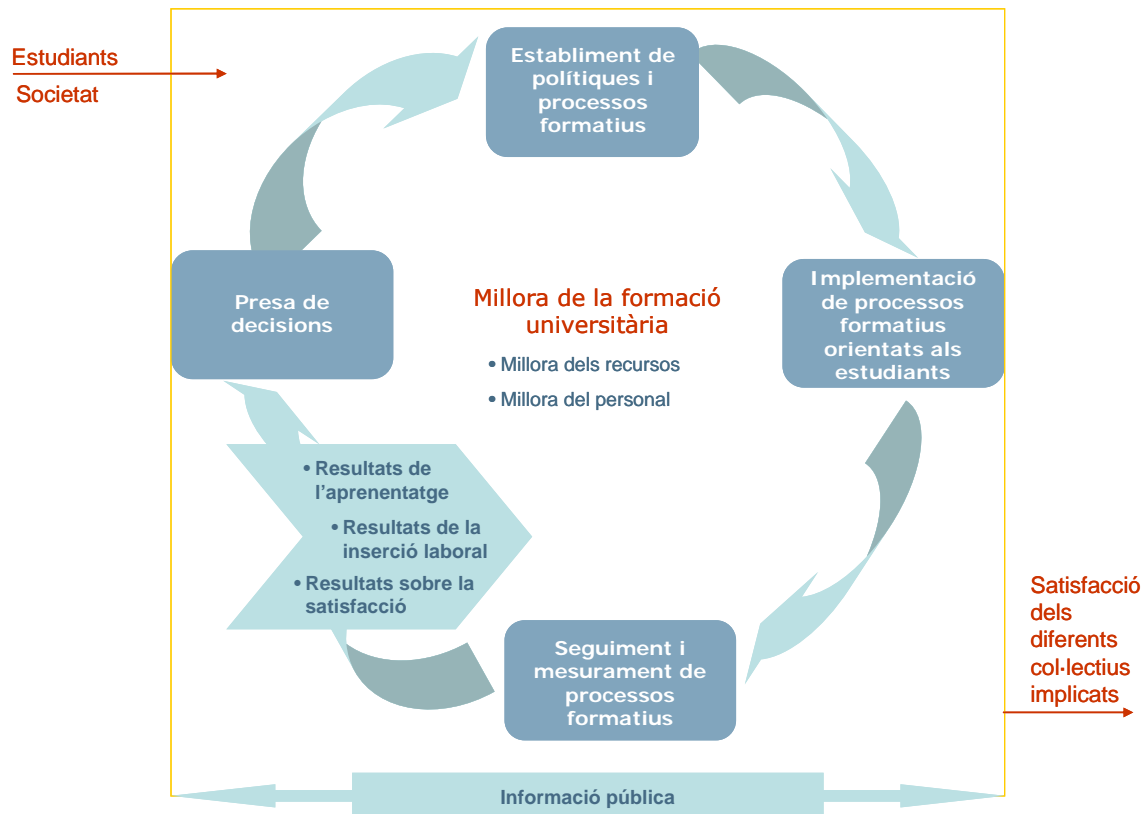 Estudiants
Societat
Establiment de
polítiques i
processos
formatius
Presa de
decisions
Millora de la formació
universitària
• Millora dels recursos
• Millora del personal
Implementació
de processos
formatius
orientats als
estudiants
• Resultats de
l'aprenentatge
• Resultats de la
inserció laboral
• Resultats sobre la
satisfacció
Seguiment i
mesurament de
processos
formatius
Satisfacció
dels
diferents
col·lectius
implicats
Informació pública